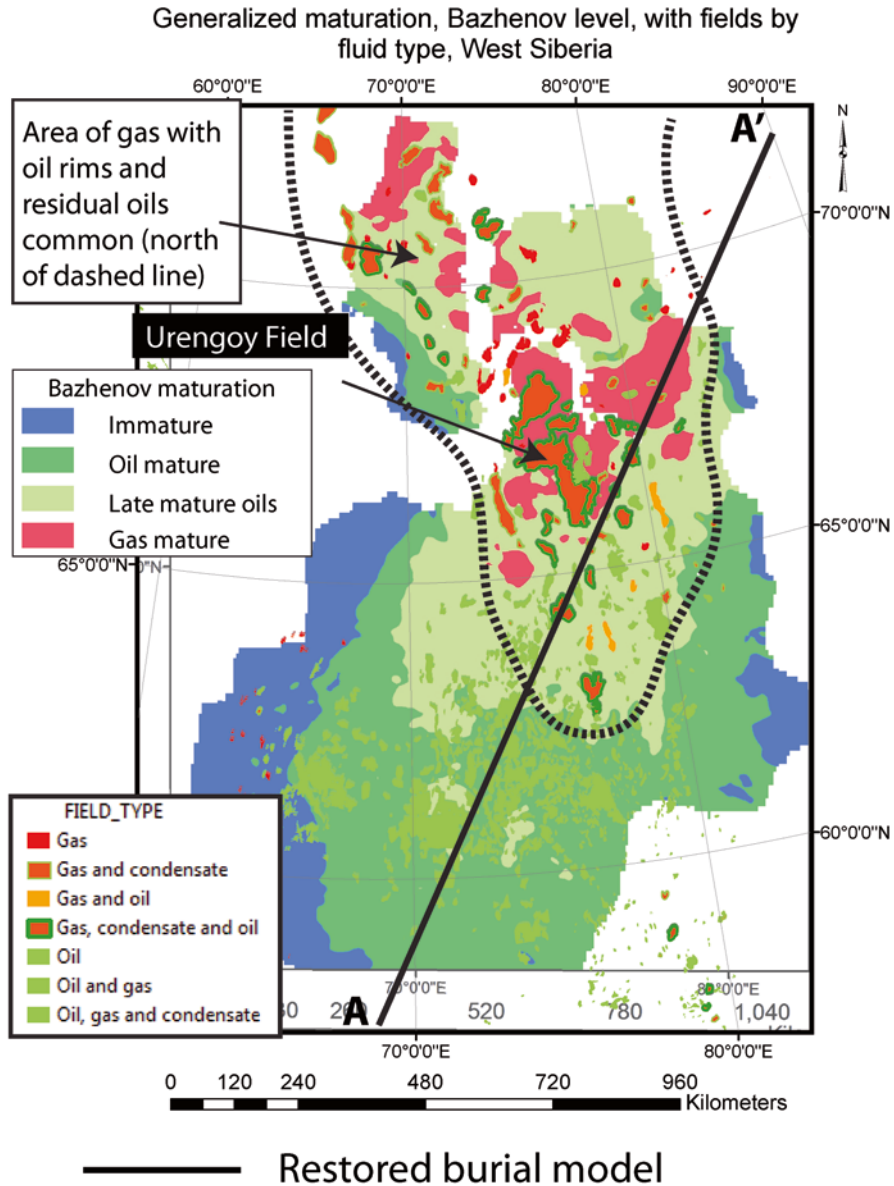 Generalized maturation, Bazhenov level, with fields by
fluid type, West Siberia
60°0'0"E
70°0'0"E
80°0'0"E
90°0'0"E
Area of gas with
oil rims and
residual oils
common (north
of dashed line)
A'
N
70°0'0"N
Urengoy Field
Bazhenov maturation
Immature
Oil mature
Late mature oils
Gas mature
65°0'0"N
65°0'0"N
0"N
60°0'0"N
FIELD_TYPE
Gas
Gas and condensate
Gas and oil
Gas, condensate and oil
Oil
Oil and gas
Oil, gas and condensate
70°0'0"E
80°0'0"E
A
260
520
780
1,040
70°0'0"E
80°0'0"E
0
120
240
480
720
960
Kilometers
Restored burial model